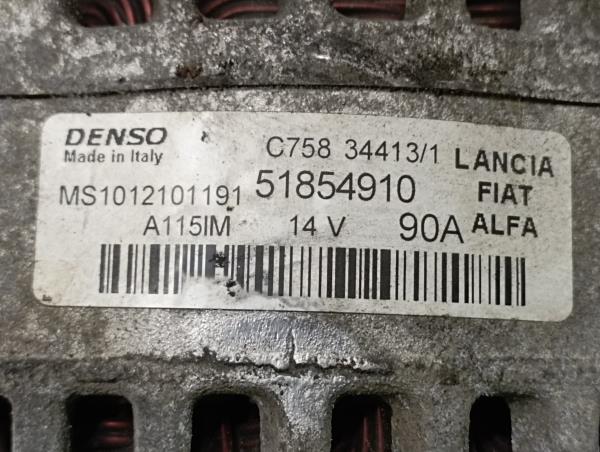 DENSO
Made in Italy
C758 34413/1
LANCIA
MS1012101191
51854910
FIAT
A115IM
14 V
90A
ALFA